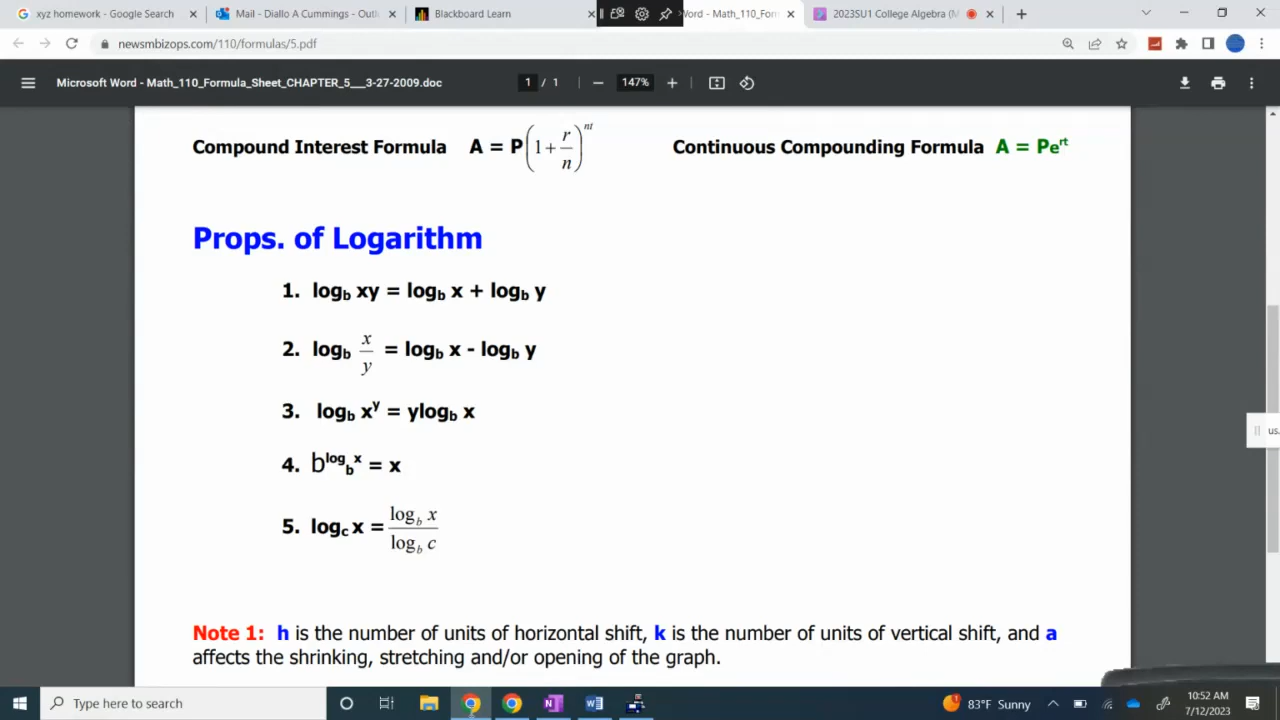 xyz homework - Google Search
Mail - Diallo A Cummings - Outl
Blackboard Learn
Word - Math_110_Form
2023SU1 College Algebra (M
newsmbizops.com/110/formulas/5.pdf
Microsoft Word - Math_110_Formula_Sheet_CHAPTER_5___3-27-2009.doc
1 / 1
147%
Compound Interest Formula A = P(1 + r/n)^nt
Continuous Compounding Formula A = Pe^rt
Props. of Logarithm
1. log_b xy = log_b x + log_b y
2. log_b x/y = log_b x - log_b y
3. log_b x^y = ylog_b x
4. b^log_b x = x
5. log_c x = log_b x / log_b c
Note 1: h is the number of units of horizontal shift, k is the number of units of vertical shift, and a
affects the shrinking, stretching and/or opening of the graph.
us.
Type here to search
83°F Sunny
10:52 AM
7/12/2023